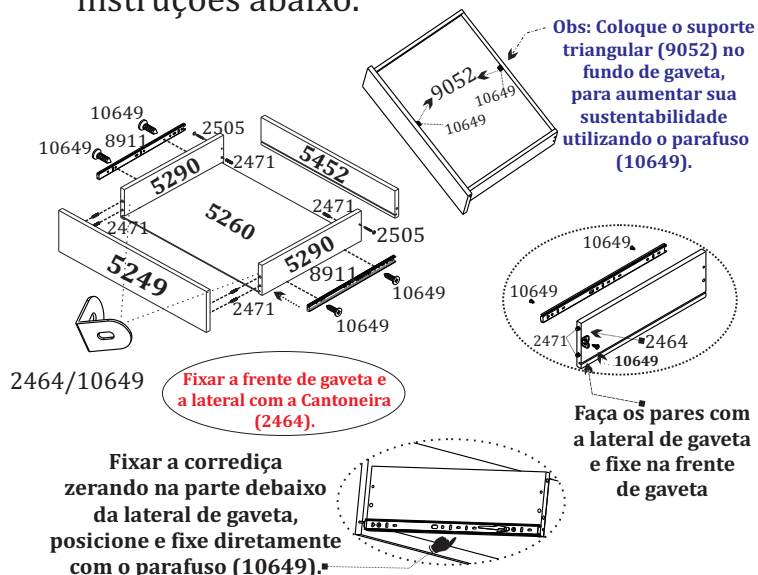 instruções abaixo.
Obs: Coloque o suporte
triangular (9052) no
fundo de gaveta,
para aumentar sua
sustentabilidade
utilizando o parafuso
(10649).
9052
10649
10649
10649
10649
8911
2505
2471
5452
5290
5260
2471
2471
5290
2505
5249
8911
2471
10649
10649
2464/10649
Fixar a frente de gaveta e
a lateral com a Cantoneira
(2464).
10649
10649
2471
2464
10649
Faça os pares com
a lateral de gaveta
e fixe na frente
de gaveta
Fixar a corrediça
zerando na parte debaixo
da lateral de gaveta,
posicione e fixe diretamente
com o parafuso (10649).